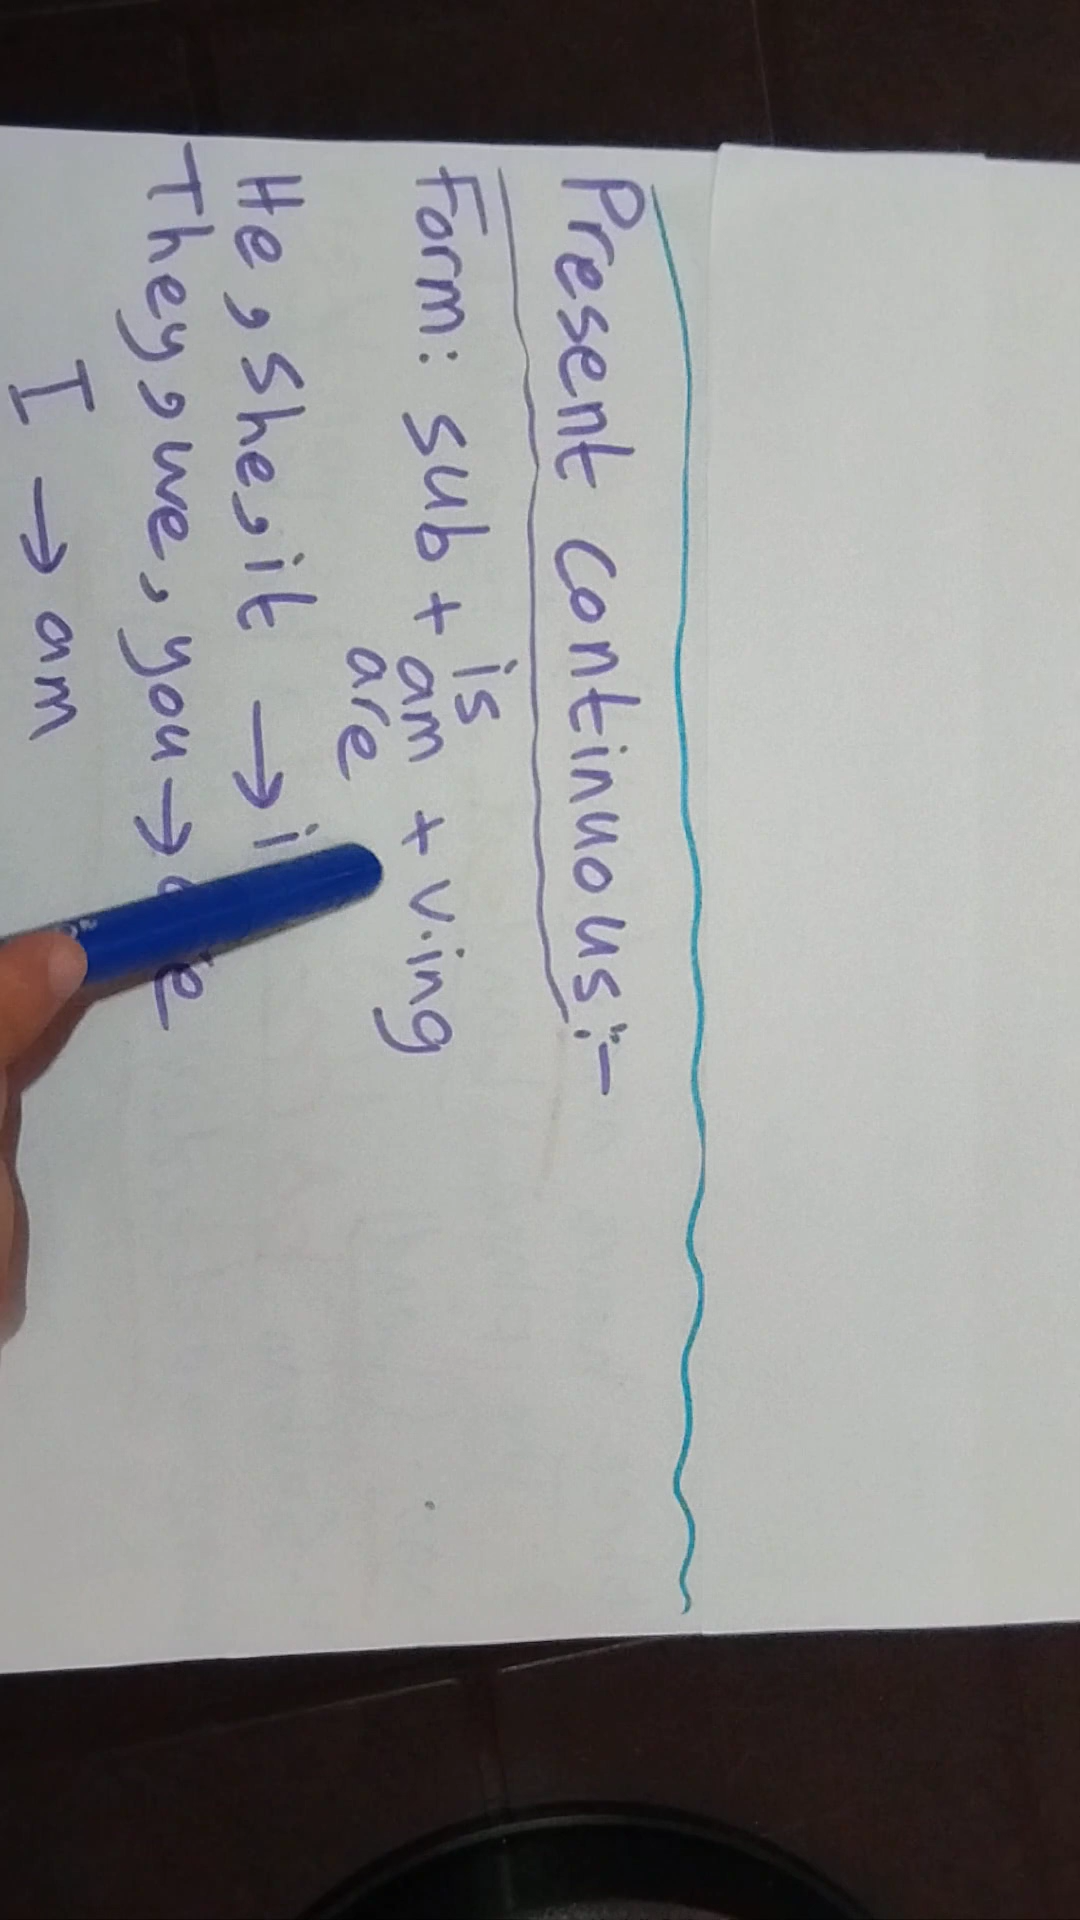 Present Continuous:-
Form: Sub + is
am + v.ing
are
He, She, it →
They, we, you →
I → am